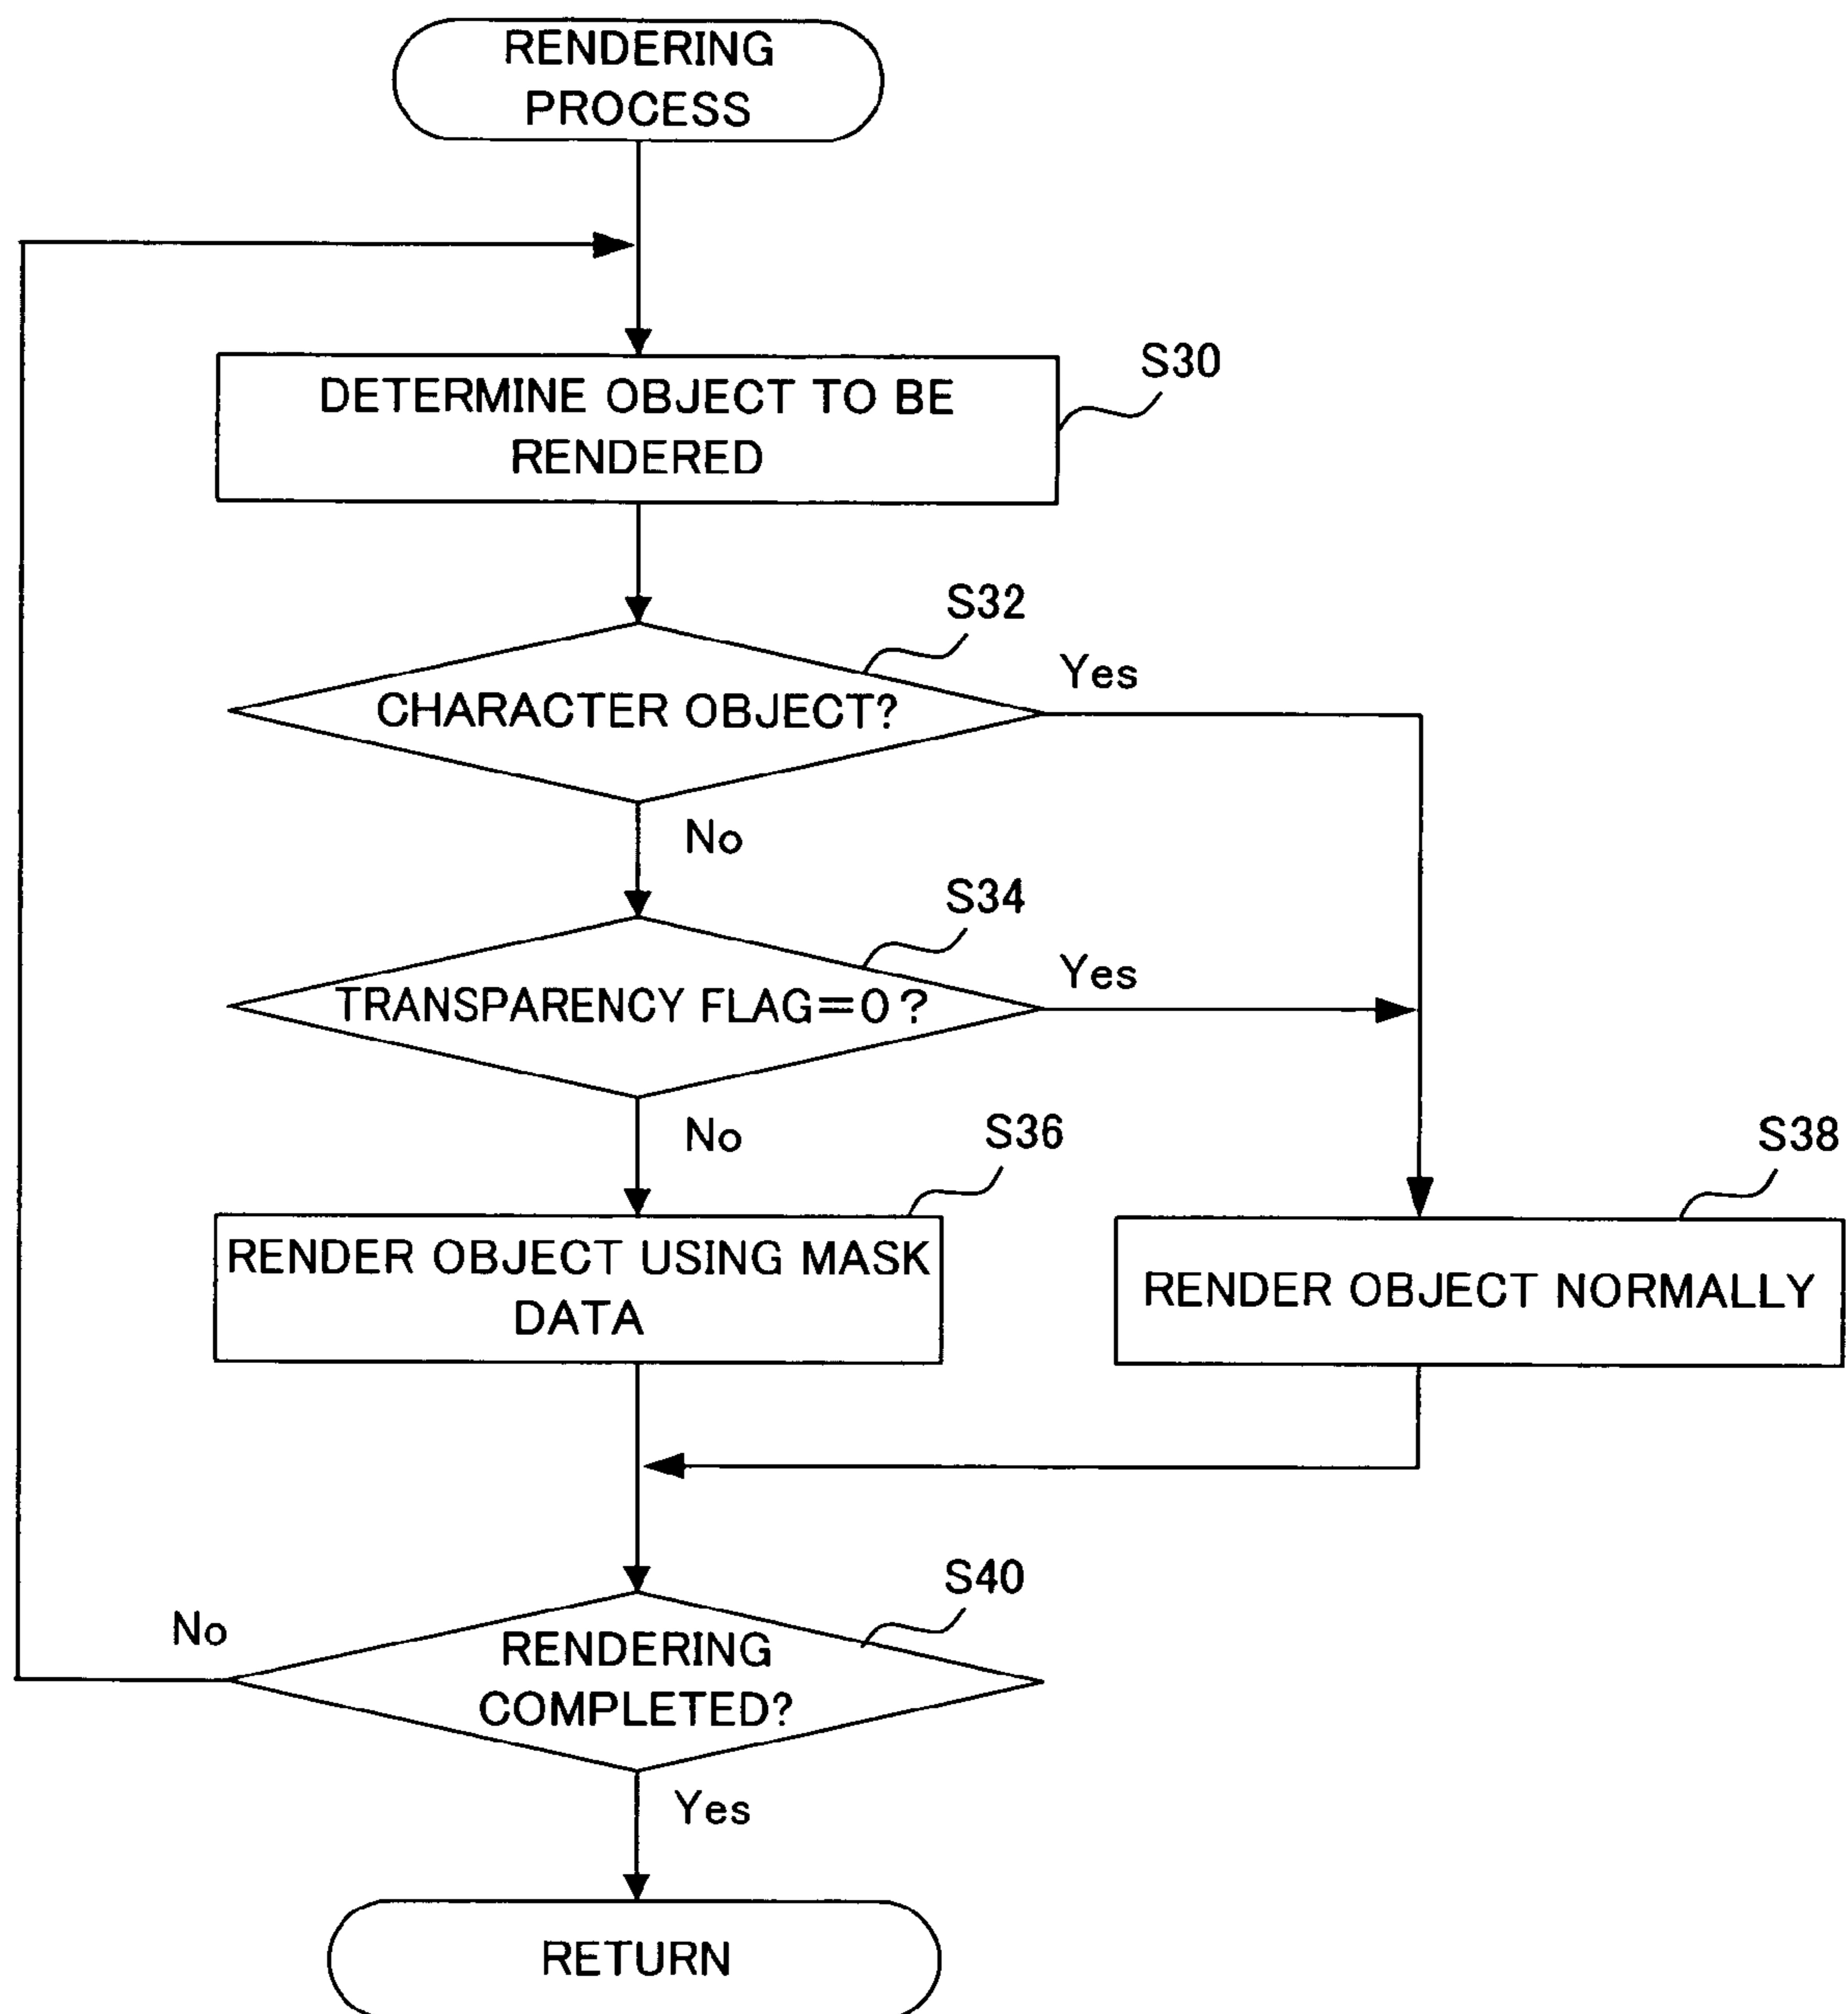 RENDERING
PROCESS
S30
DETERMINE OBJECT TO BE
RENDERED
S32
CHARACTER OBJECT?
Yes
No
S34
TRANSPARENCY FLAG=0?
Yes
No
S36
RENDER OBJECT USING MASK
DATA
S38
RENDER OBJECT NORMALLY
S40
RENDERING
COMPLETED?
No
Yes
RETURN